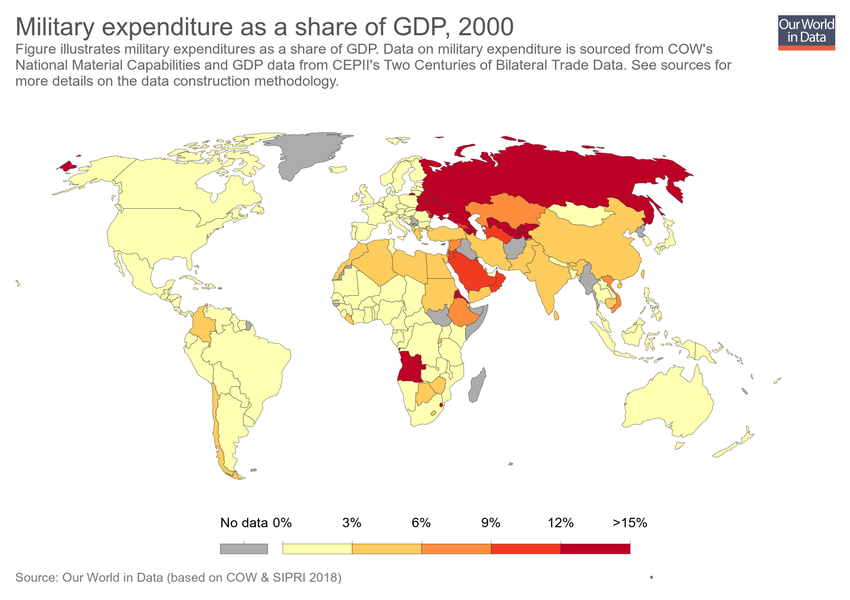 Military expenditure as a share of GDP, 2000
Our World
in Data
Figure illustrates military expenditures as a share of GDP. Data on military expenditure is sourced from COW's
National Material Capabilities and GDP data from CEPII's Two Centuries of Bilateral Trade Data. See sources for
more details on the data construction methodology.
No data 0% 3% 6% 9% 12% >15%
Source: Our World in Data (based on COW & SIPRI 2018)